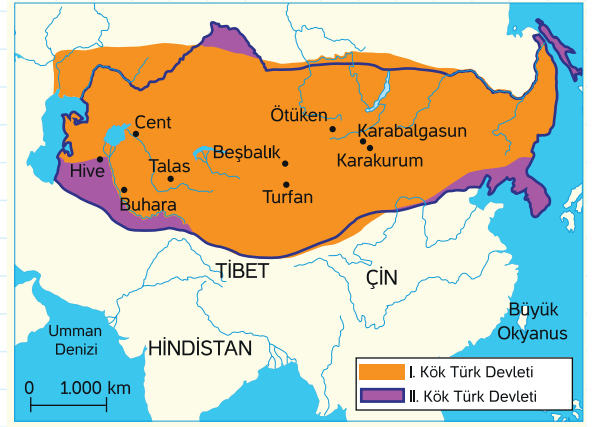 Ötüken
Cent
Karabalgasun
Beşbalık
Karakurum
Talas
Hive
Turfan
Buhara
TİBET
ÇİN
Büyük
Okyanus
Umman
Denizi
HİNDİSTAN
0 1.000 km
I. Kök Türk Devleti
II. Kök Türk Devleti